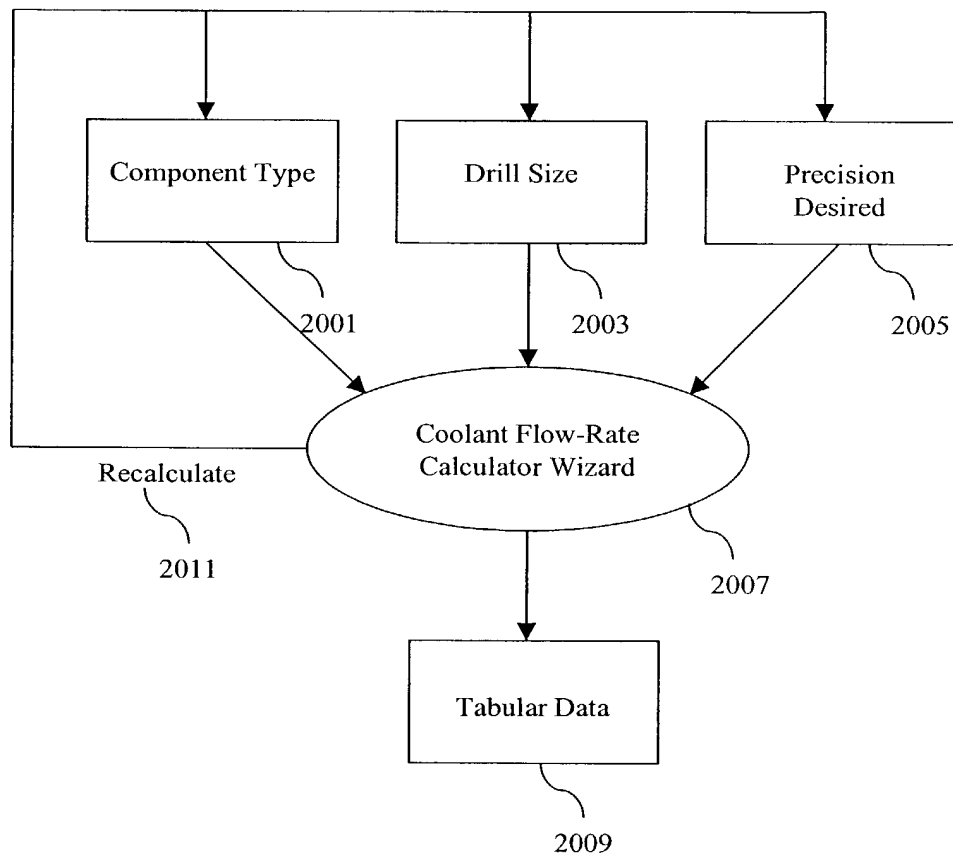 Component Type
Drill Size
Precision
Desired
2001
2003
2005
Coolant Flow-Rate
Calculator Wizard
Recalculate
2011
2007
Tabular Data
2009